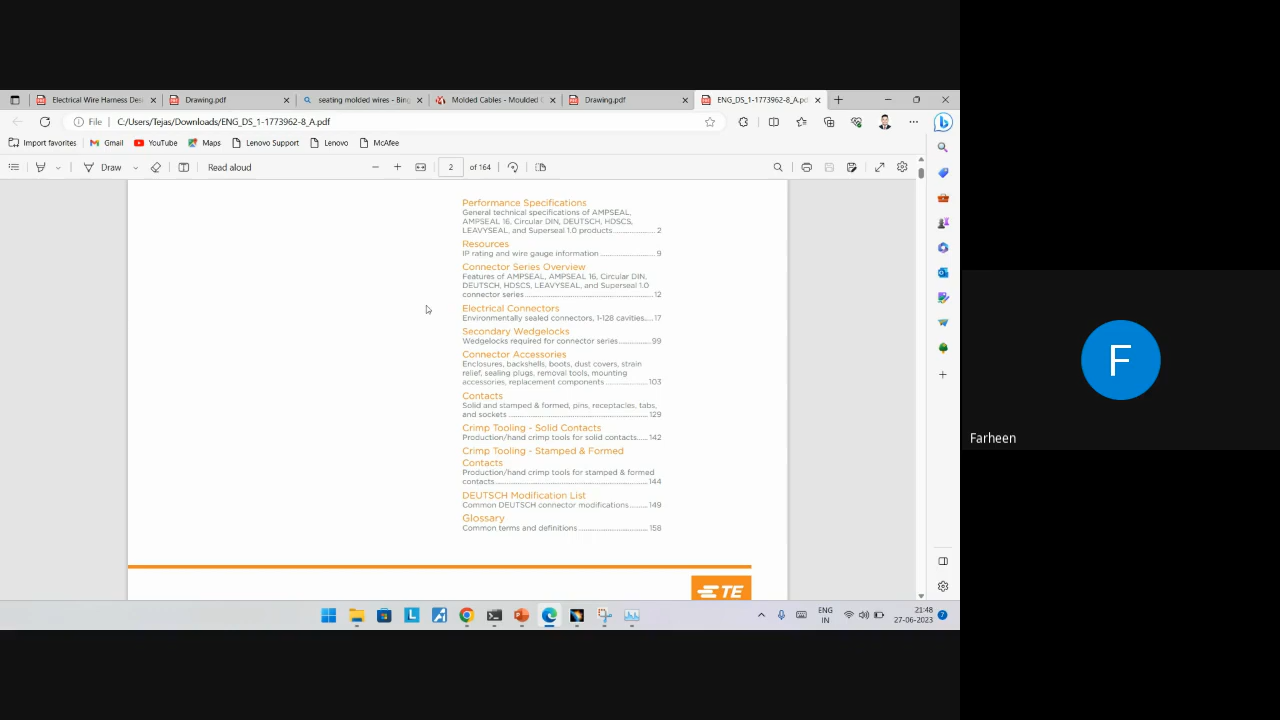 Electrical Wire Harness Des
Drawing.pdf
seating molded wires - Bing
Molded Cables - Moulded C
Drawing.pdf
ENG_DS_1-1773962-8_A.pd
File
C:/Users/Tejas/Downloads/ENG_DS_1-1773962-8_A.pdf
Import favorites
Gmail
YouTube
Maps
Lenovo Support
Lenovo
McAfee
Draw
Read aloud
2 of 164
Performance Specifications
General technical specifications of AMPSEAL,
AMPSEAL 16, Circular DIN, DEUTSCH, HDSCS,
LEAVYSEAL, and Superseal 1.0 products .............. 2
Resources
IP rating and wire gauge information .................... 9
Connector Series Overview
Features of AMPSEAL, AMPSEAL 16, Circular DIN,
DEUTSCH, HDSCS, LEAVYSEAL, and Superseal 1.0
connector series ............................................... 12
Electrical Connectors
Environmentally sealed connectors, 1-128 cavities.... 17
Secondary Wedgelocks
Wedgelocks required for connector series............... 99
Connector Accessories
Enclosures, backshells, boots, dust covers, strain
relief, sealing plugs, removal tools, mounting
accessories, replacement components ............... 103
Contacts
Solid and stamped & formed, pins, receptacles, tabs,
and sockets ................................................... 129
Crimp Tooling - Solid Contacts
Production/hand crimp tools for solid contacts..... 142
Crimp Tooling - Stamped & Formed
Contacts
Production/hand crimp tools for stamped & formed
contacts....................................................... 144
DEUTSCH Modification List
Common DEUTSCH connector modifications........ 149
Glossary
Common terms and definitions ......................... 158
TE
F
Farheen
ENG
IN
21:48
27-06-2023
7